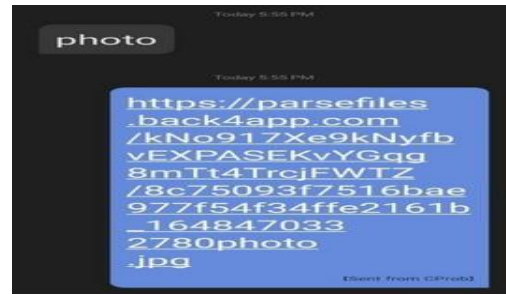 Today 5:55 PM
photo
Today 5:55 PM
https://parsefiles
.back4app.com
/kNo917Xe9kNyfb
vEXPASEKvYGqg
8mTt4TrcjFWTZ
/8c75093f7516bae
977f54f34ffe2161b
_164847033
2780photo
.jpg
[Sent from CProb]